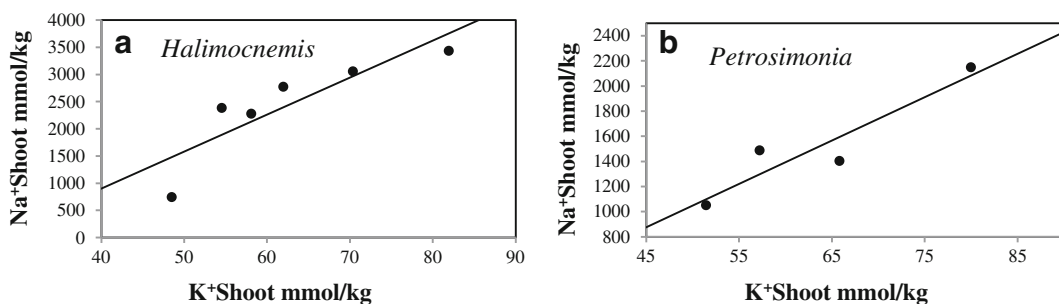 a Halimocnemis
Na+Shoot mmol/kg
4000
3500
3000
2500
2000
1500
1000
500
0
40 50 60 70 80 90
K+Shoot mmol/kg
b Petrosimonia
Na+Shoot mmol/kg
2400
2200
2000
1800
1600
1400
1200
1000
800
45 55 65 75 85
K+Shoot mmol/kg